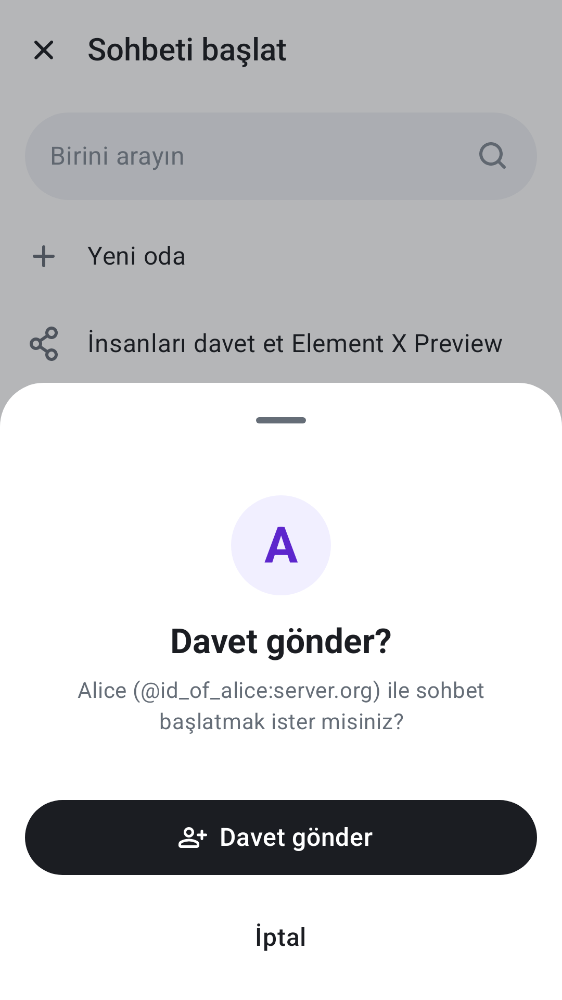 Sohbeti başlat
Birini arayın
Yeni oda
İnsanları davet et Element X Preview
A
Davet gönder?
Alice (@id_of_alice:server.org) ile sohbet
başlatmak ister misiniz?
Davet gönder
İptal